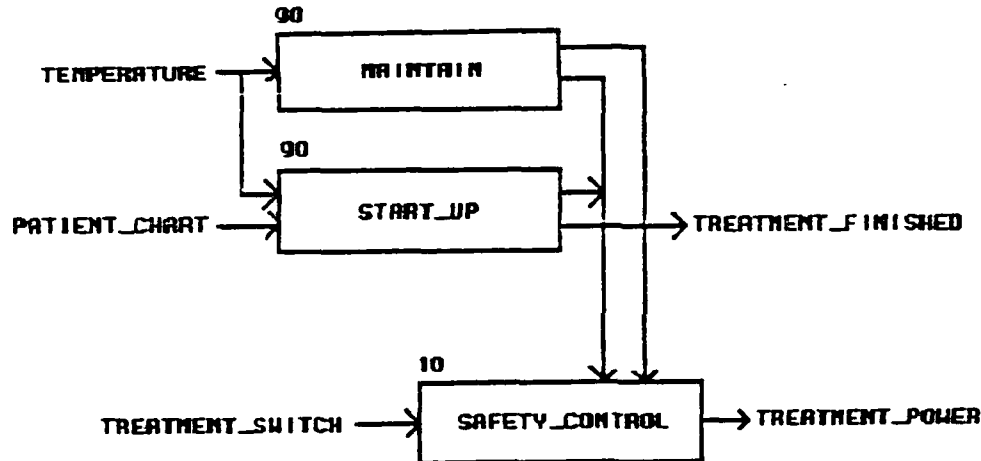 90
TEMPERATURE
MAINTAIN
90
START_UP
PATIENT_CHART
TREATMENT_FINISHED
10
TREATMENT_SWITCH
SAFETY_CONTROL
TREATMENT_POWER